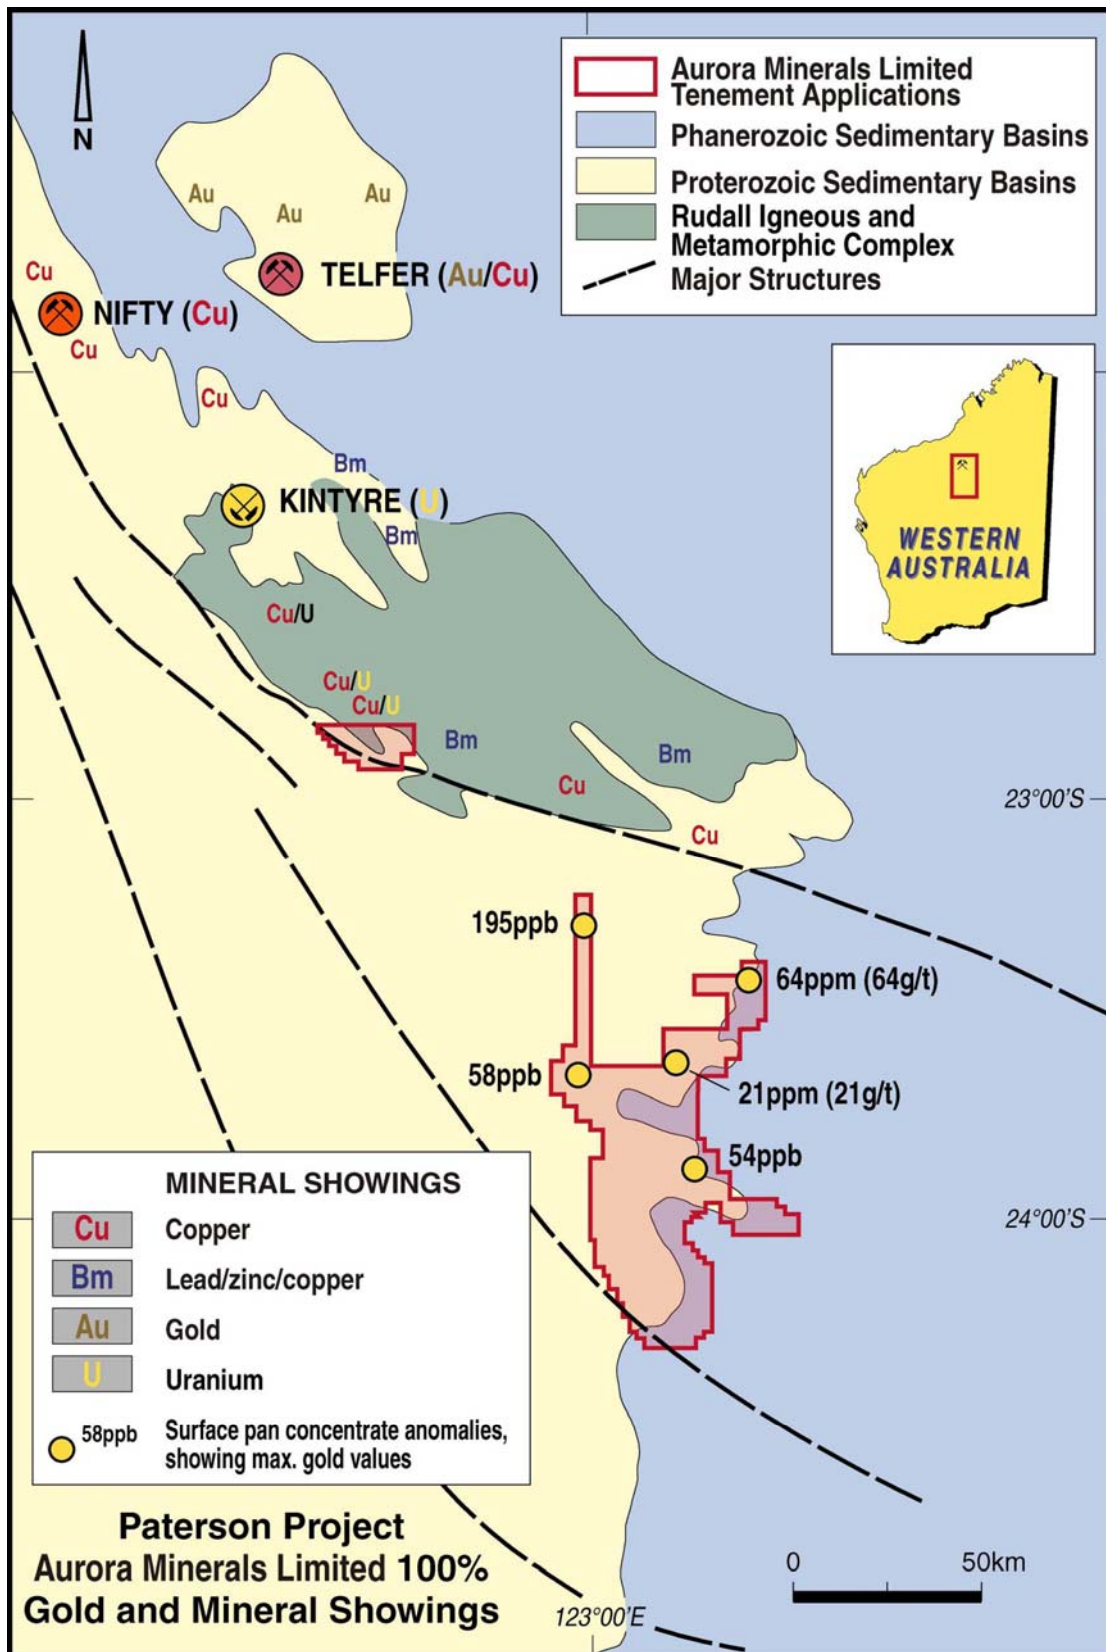 N
Aurora Minerals Limited
Tenement Applications
Phanerozoic Sedimentary Basins
Proterozoic Sedimentary Basins
Rudall Igneous and
Metamorphic Complex
Major Structures
Au
Au
Au
TELFER (Au/Cu)
Cu
NIFTY (Cu)
Cu
Cu
WESTERN
AUSTRALIA
Bm
KINTYRE (U)
Bm
Cu/U
Cu/U
Cu/U
Bm
Bm
Cu
Cu
23°00'S
195ppb
64ppm (64g/t)
58ppb
21ppm (21g/t)
54ppb
24°00'S
MINERAL SHOWINGS
Cu Copper
Bm Lead/zinc/copper
Au Gold
U Uranium
58ppb Surface pan concentrate anomalies,
showing max. gold values
Paterson Project
Aurora Minerals Limited 100%
Gold and Mineral Showings
123°00'E
0 50km